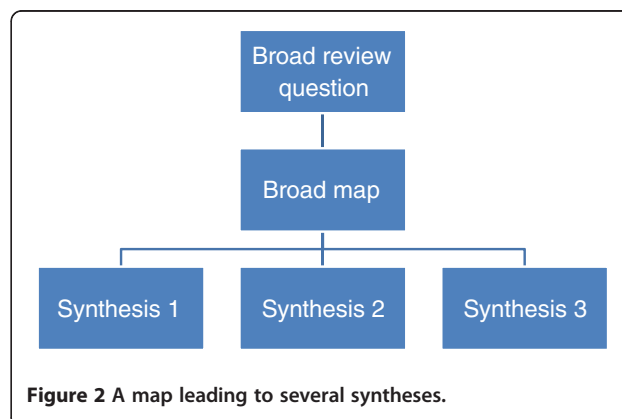 Broad review
question
Broad map
Synthesis 1 Synthesis 2 Synthesis 3
Figure 2 A map leading to several syntheses.